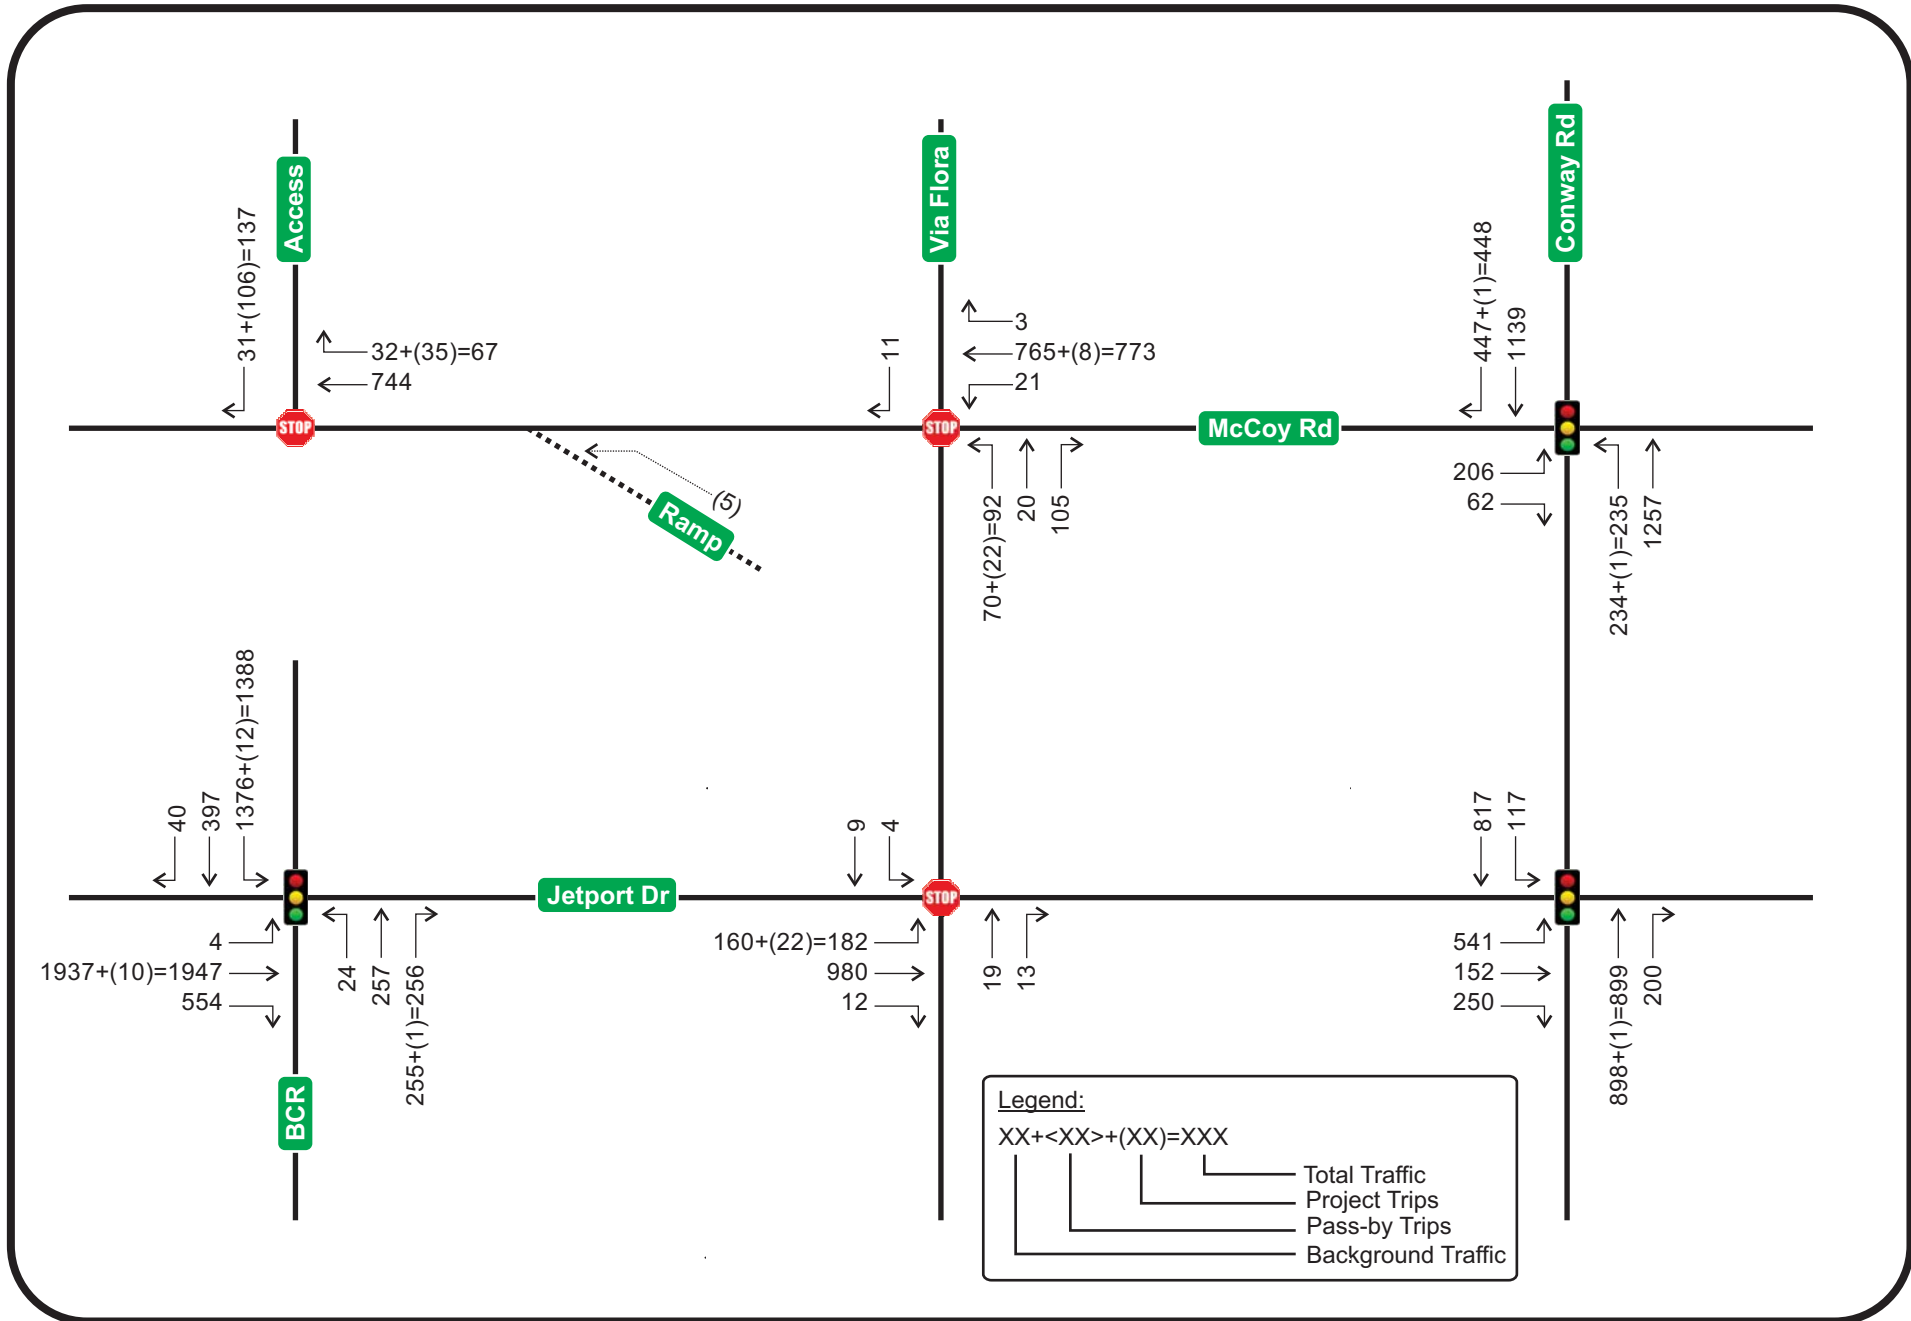 Access
Via Flora
Conway Rd
31+(106)=137
32+(35)=67
744
STOP
11
3
765+(8)=773
21
STOP
McCoy Rd
447+(1)=448
1139
206
62
234+(1)=235
1257
70+(22)=92
20
105
(5)
Ramp
40
397
1376+(12)=1388
4
1937+(10)=1947
554
24
257
255+(1)=256
BCR
Jetport Dr
9
4
STOP
160+(22)=182
980
12
19
13
817
117
541
152
250
898+(1)=899
200
Legend:
XX+<XX>+(XX)=XXX
Total Traffic
Project Trips
Pass-by Trips
Background Traffic